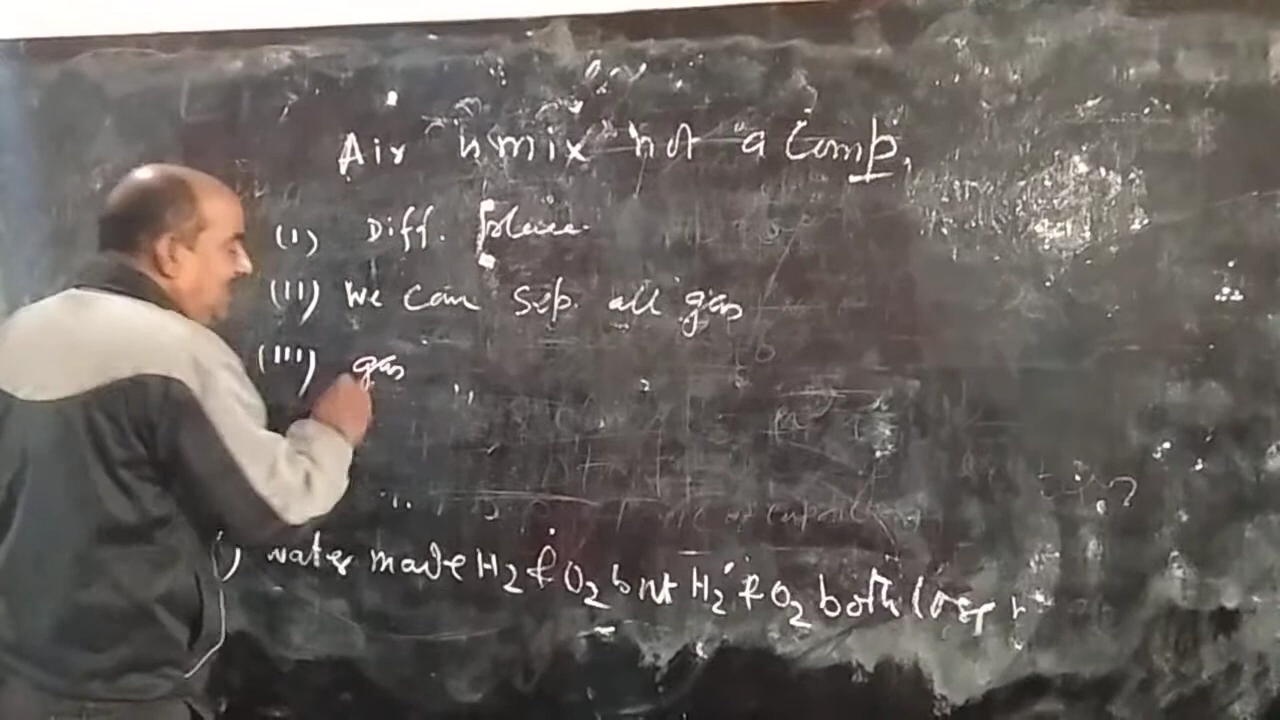 Air is mix not a Comp.
(I) Diff. place.
(II) We Can Sep. all gas
(III) gas
water made H2 & O2 but H2 & O2 both